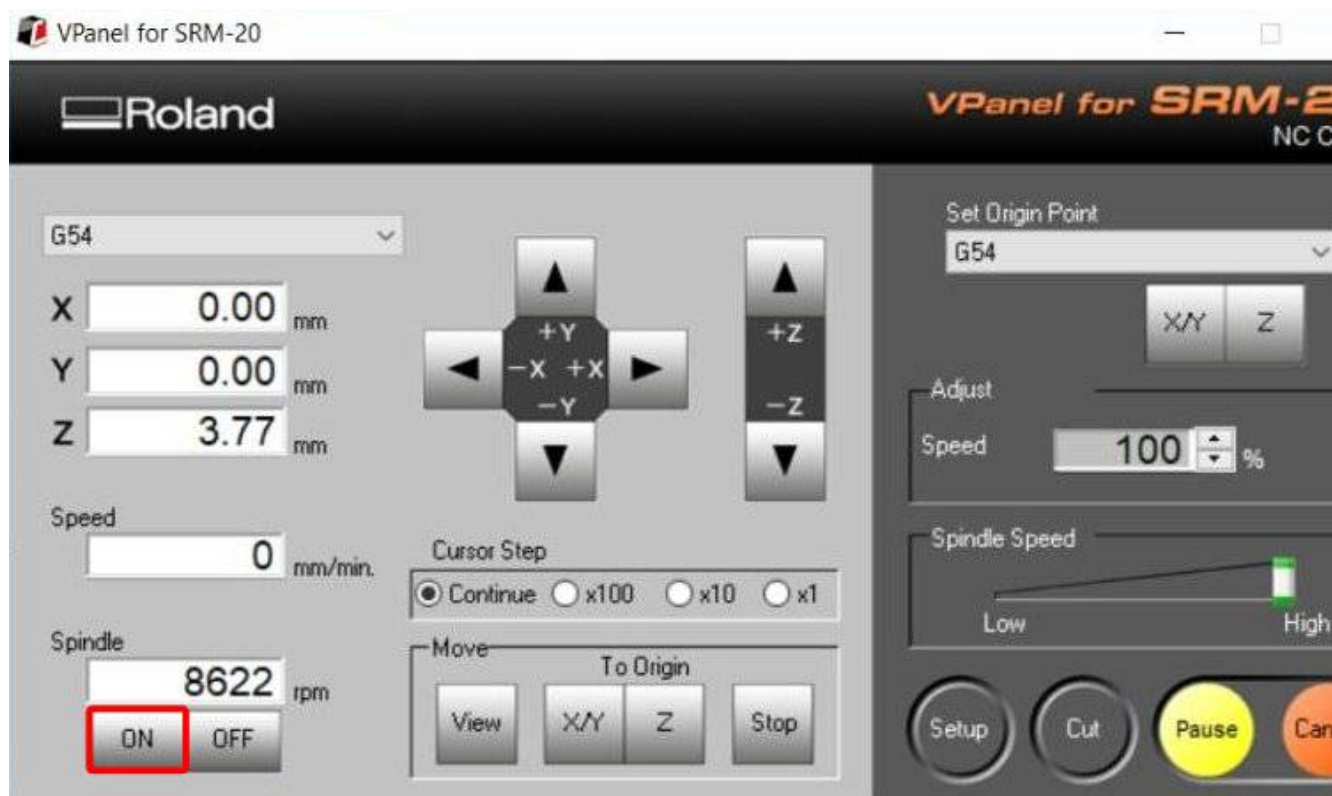 VPanel for SRM-20
Roland
VPanel for SRM-2
NC C
G54
X 0.00 mm
Y 0.00 mm
Z 3.77 mm
+Y
-X +X
-Y
+Z
-Z
Speed
0 mm/min.
Cursor Step
Continue x100 x10 x1
Spindle
8622 rpm
ON OFF
Move
To Origin
View X/Y Z Stop
Set Origin Point
G54
X/Y Z
Adjust
Speed 100 %
Spindle Speed
Low High
Setup Cut Pause Can